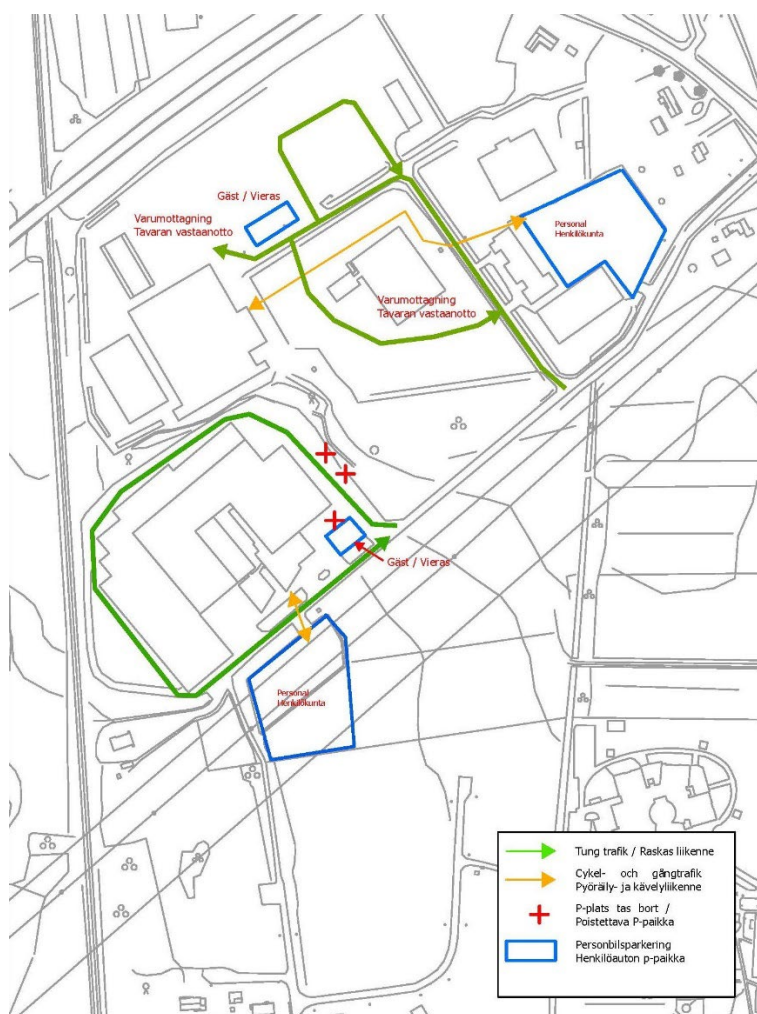 Gäst / Vieras
Varumottagning
Tavaran vastaanotto
Personal
Henkilökunta
Varumottagning
Tavaran vastaanotto
Gäst / Vieras
Personal
Henkilökunta
Tung trafik / Raskas liikenne
Cykel- och gångtrafik
Pyöräily- ja kävelyliikenne
P-plats tas bort /
Poistettava P-paikka
Personbilsparkering
Henkilöauton p-paikka